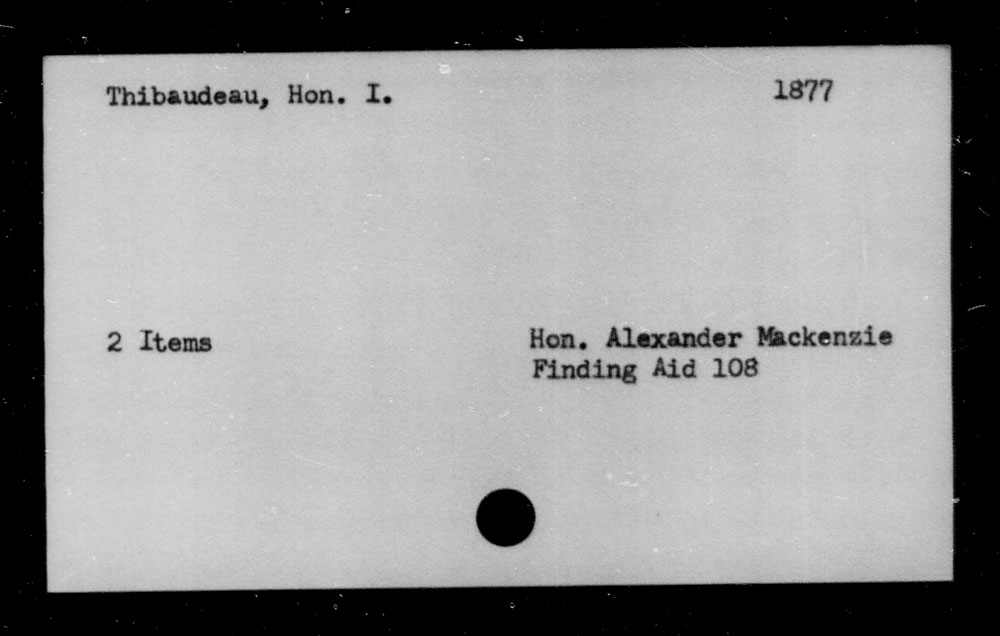 Thibaudeau, Hon. I. 1877
2 Items Hon. Alexander Mackenzie
Finding Aid 108